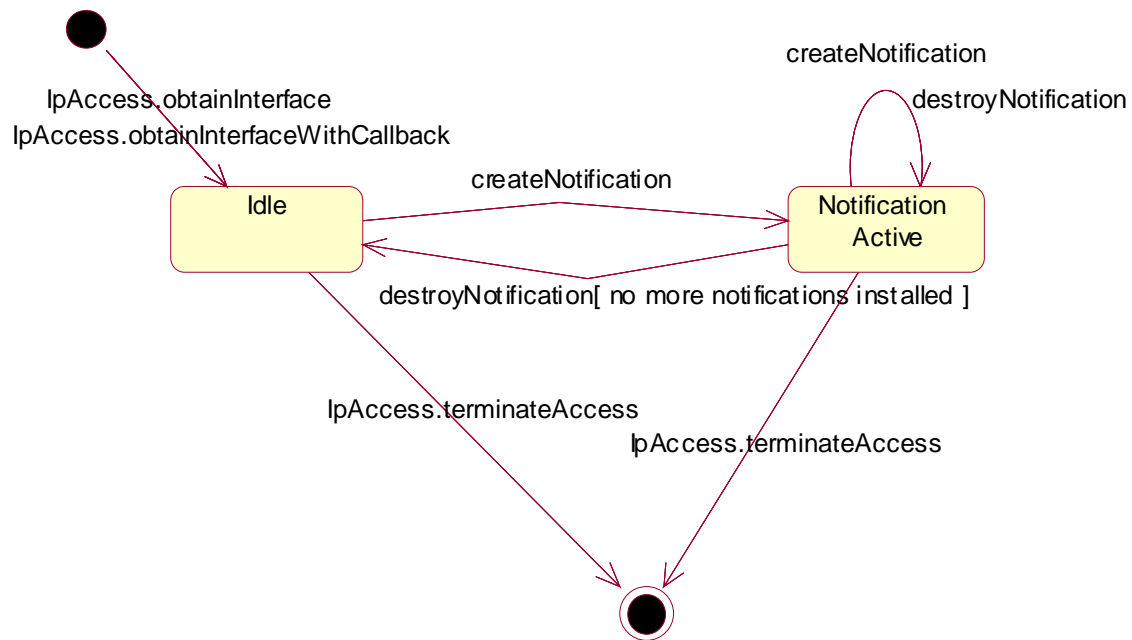 createNotification
destroyNotification
IpAccess.obtainInterface
IpAccess.obtainInterfaceWithCallback
createNotification
Idle
Notification
Active
destroyNotification[ no more notifications installed ]
IpAccess.terminateAccess
IpAccess.terminateAccess